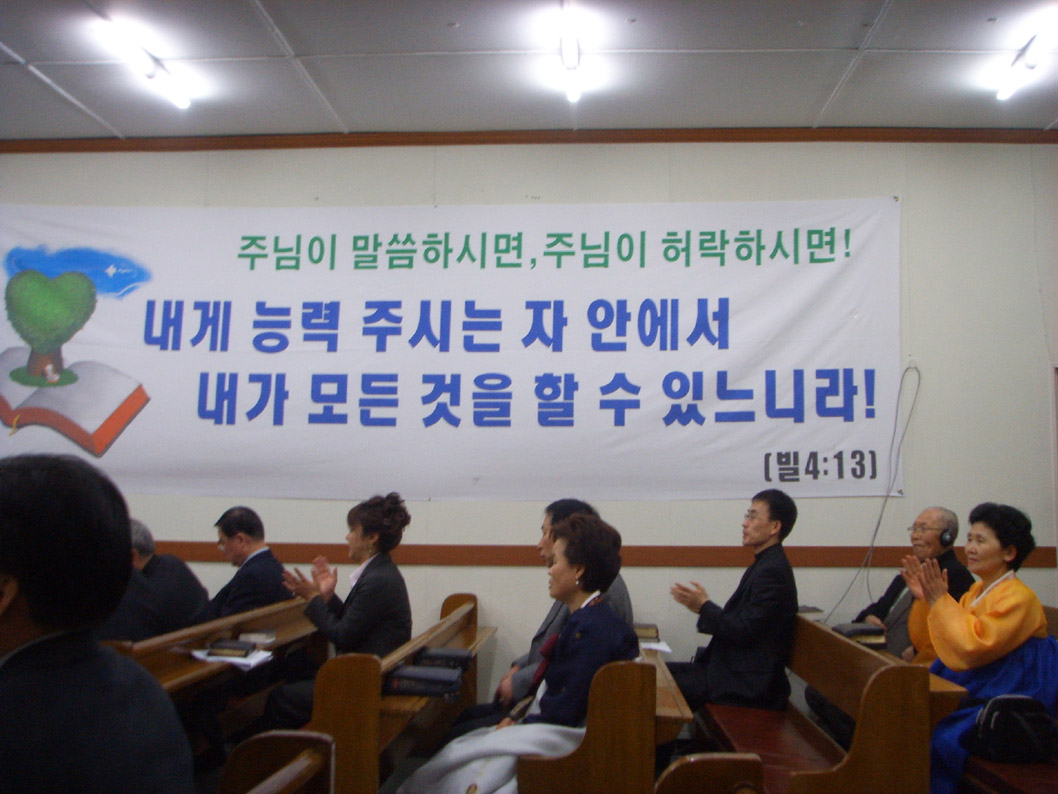 주님이 말씀하시면,주님이 허락하시면!
내게 능력 주시는 자 안에서
내가 모든 것을 할 수 있느니라!
(빌4:13)